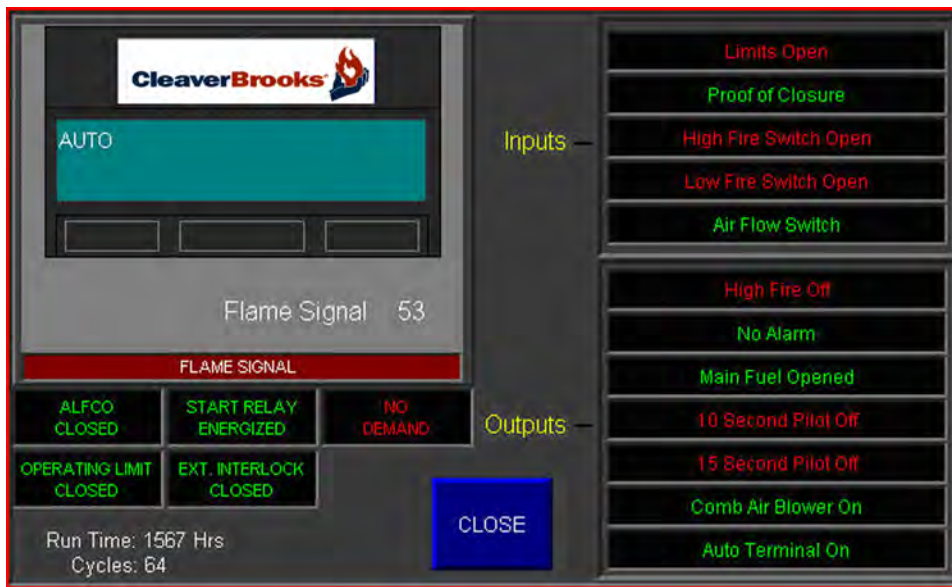 CleaverBrooks
AUTO
Flame Signal 53
FLAME SIGNAL
ALFCO
CLOSED
START RELAY
ENERGIZED
NO
DEMAND
OPERATING LIMIT
CLOSED
EXT. INTERLOCK
CLOSED
Run Time: 1567 Hrs
Cycles: 64
CLOSE
Inputs
Limits Open
Proof of Closure
High Fire Switch Open
Low Fire Switch Open
Air Flow Switch
Outputs
High Fire Off
No Alarm
Main Fuel Opened
10 Second Pilot Off
15 Second Pilot Off
Comb Air Blower On
Auto Terminal On